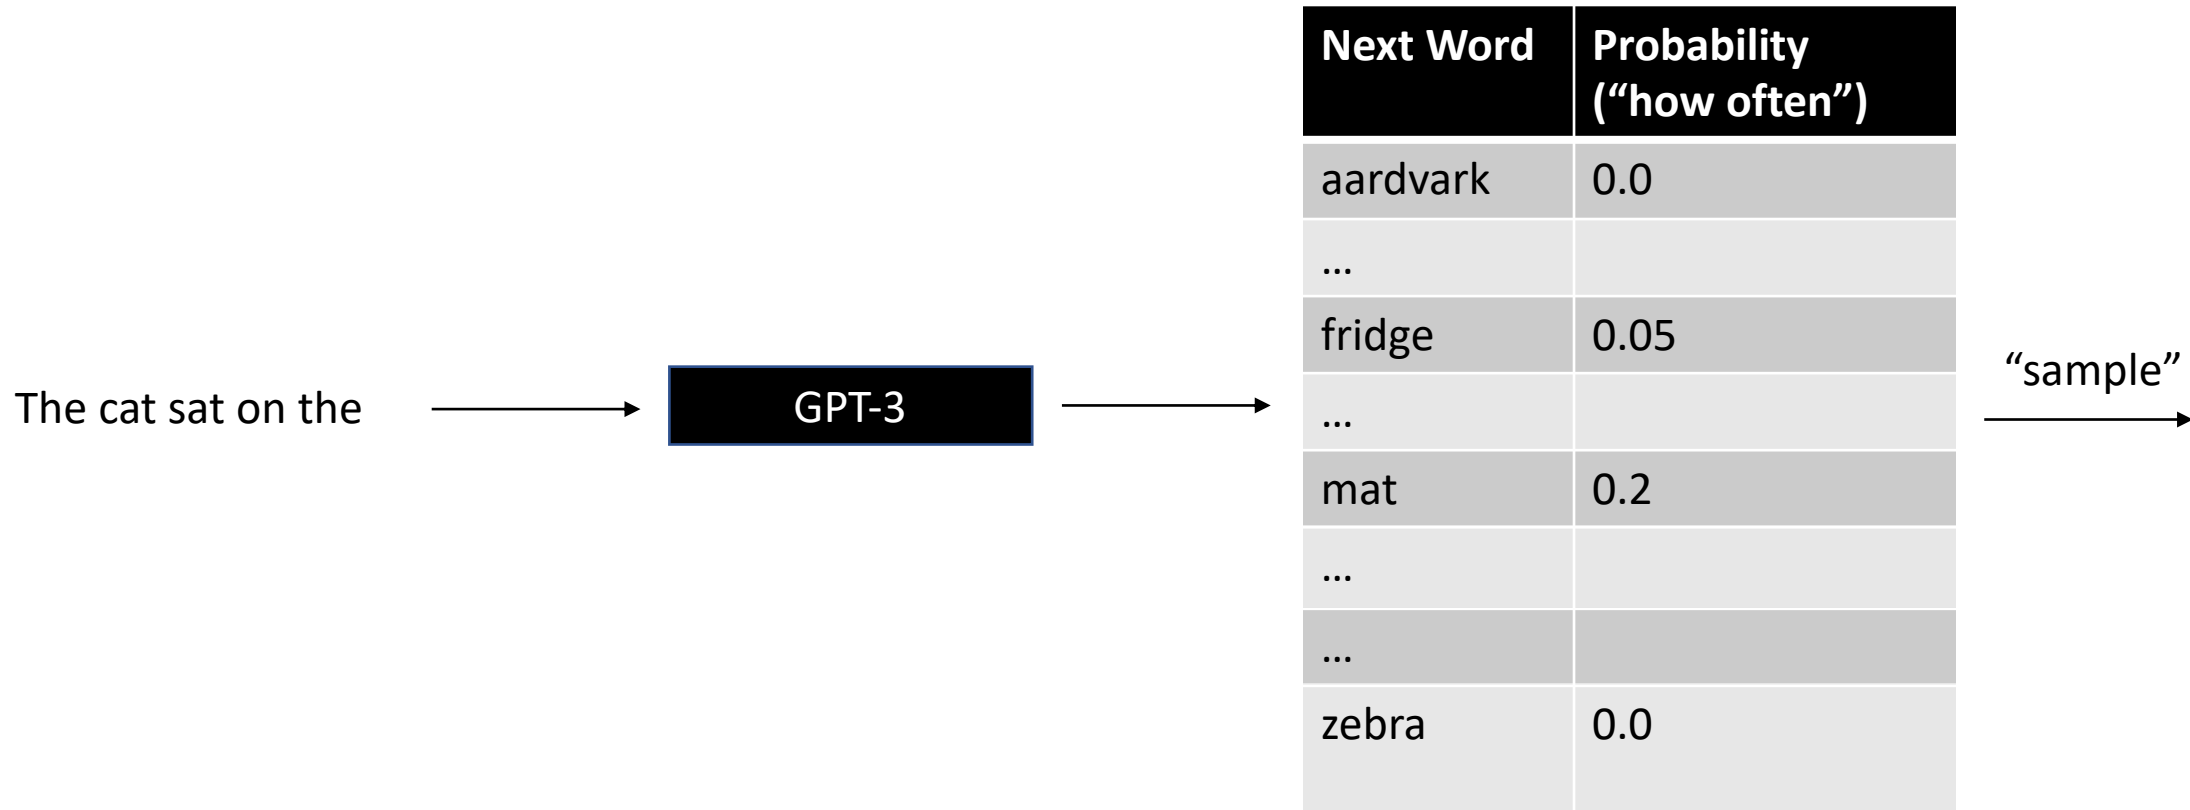 The cat sat on the
GPT-3
Next Word Probability
(“how often”)
aardvark 0.0
…
fridge 0.05
…
mat 0.2
…
…
zebra 0.0
“sample”